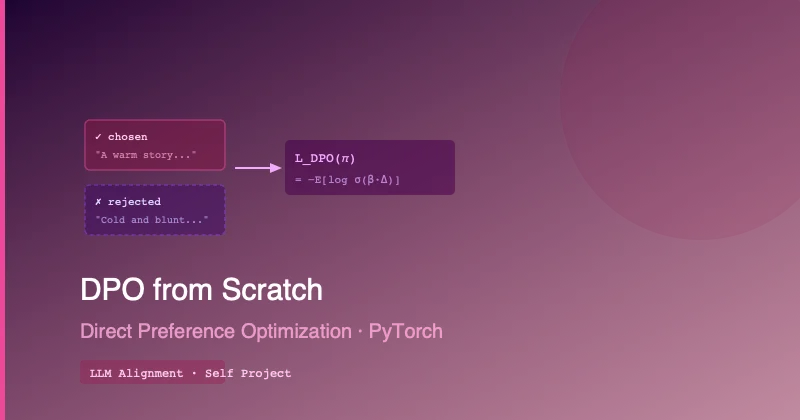 ✓ chosen
"A warm story..."
✗ rejected
"Cold and blunt..."
L_DPO(π)
= −E[log σ(β·Δ)]
DPO from Scratch
Direct Preference Optimization · PyTorch
LLM Alignment · Self Project